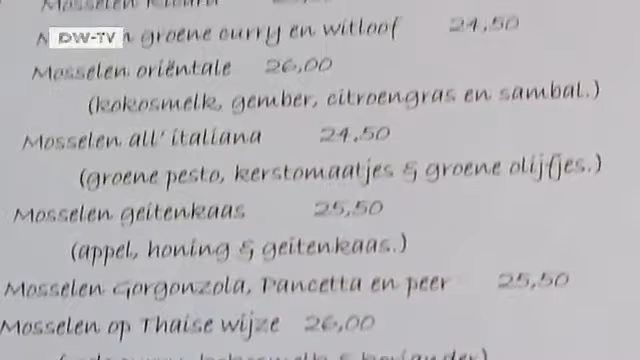 Mosselen
DW-TV n groene curry en witloof 24,50
Mosselen oriëntale 26,00
(kokosmelk, gember, citroengras en sambal.)
Mosselen all'italiana 24,50
(groene pesto, kerstomaatjes & groene olijfjes.)
Mosselen geitenkaas 25,50
(appel, honing & geitenkaas.)
Mosselen Gorgonzola, Pancetta en peer 25,50
Mosselen op Thaise wijze 26,00